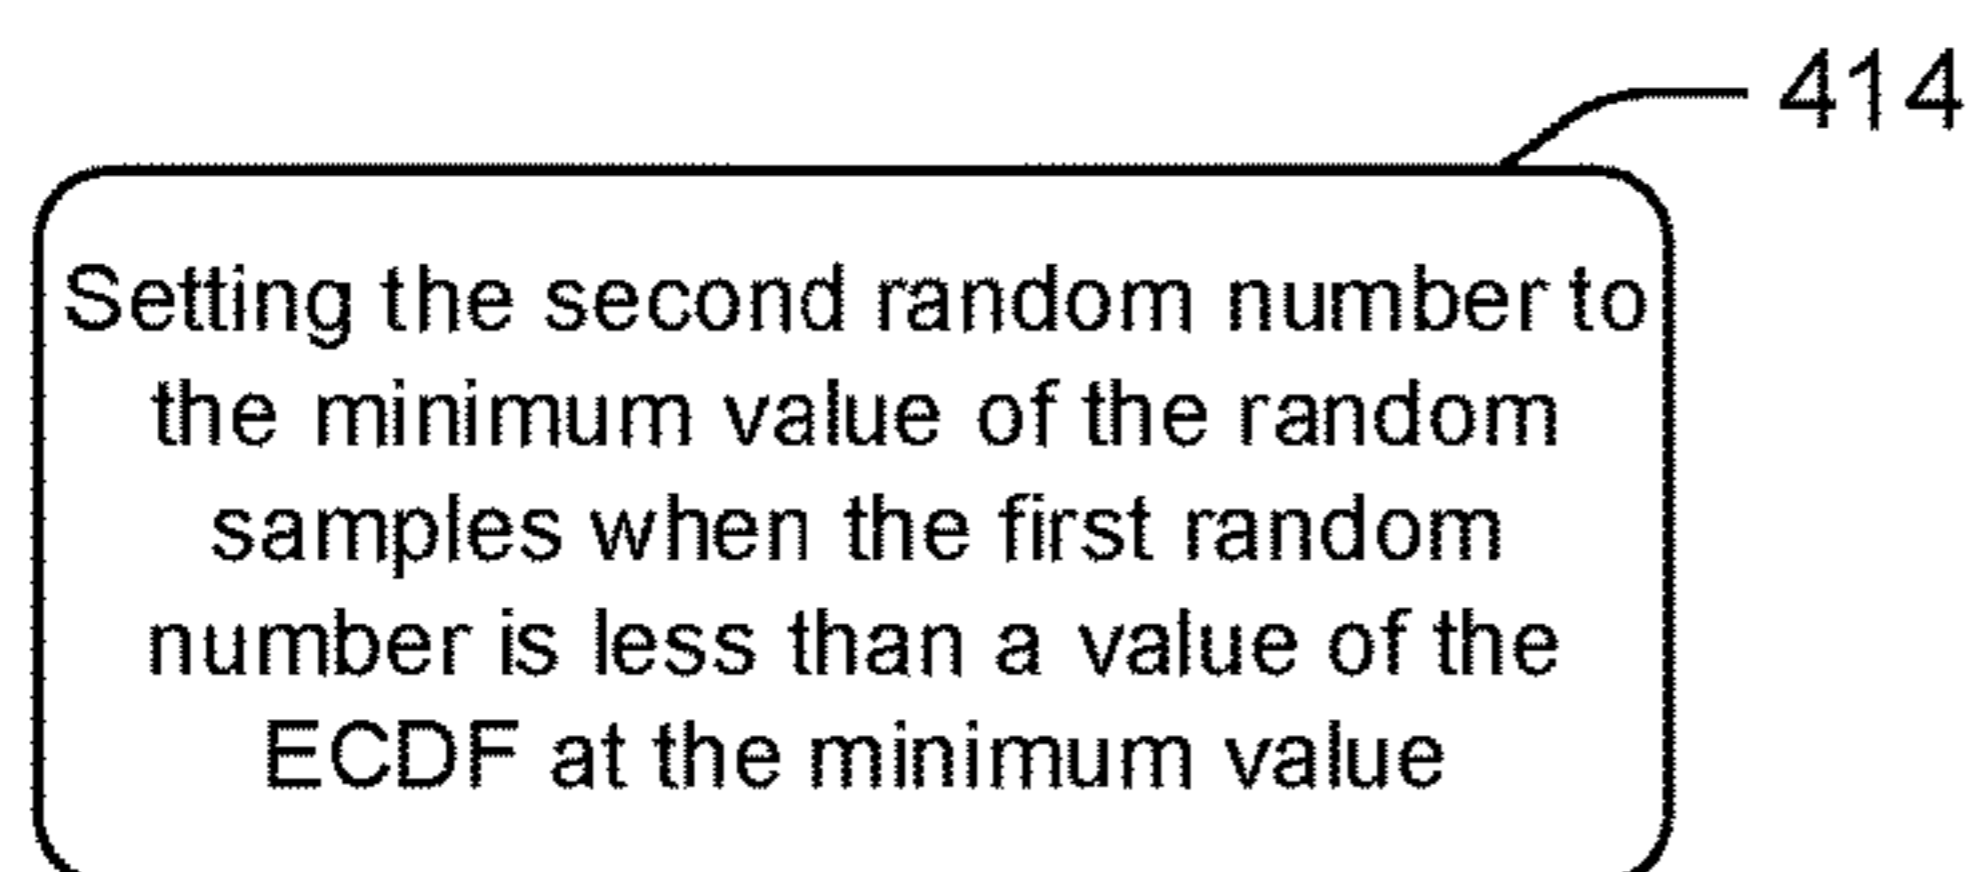 414
Setting the second random number to
the minimum value of the random
samples when the first random
number is less than a value of the
ECDF at the minimum value